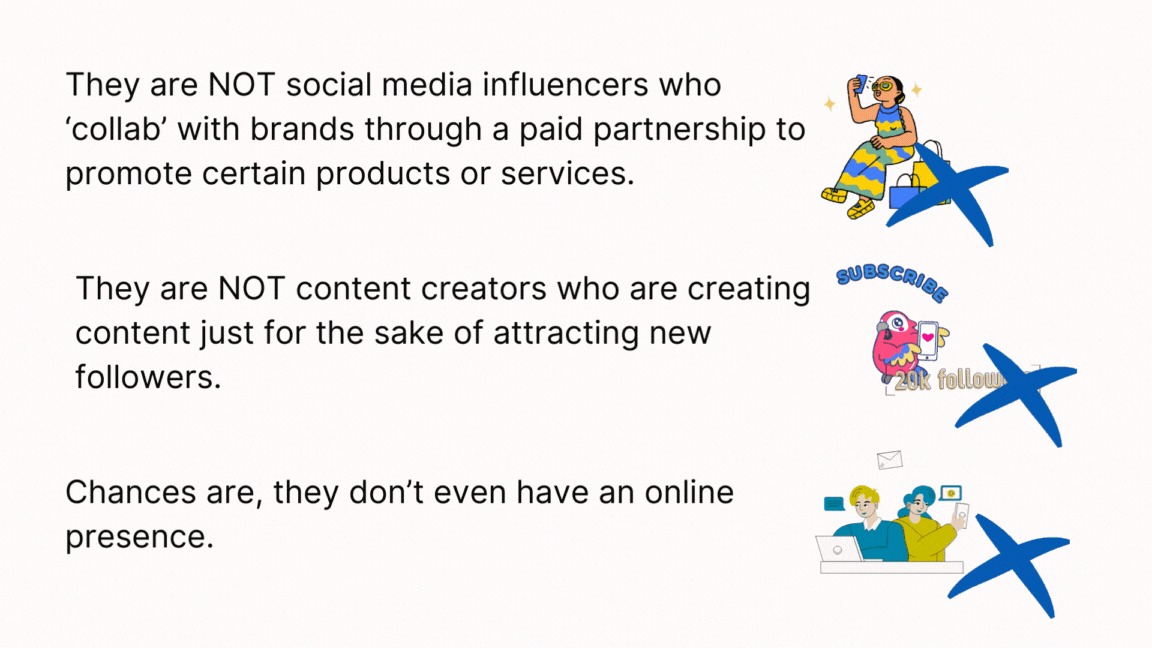 They are NOT social media influencers who
‘collab’ with brands through a paid partnership to
promote certain products or services.
SUBSCRIBE
They are NOT content creators who are creating
content just for the sake of attracting new
followers.
20k
Chances are, they don’t even have an online
presence.